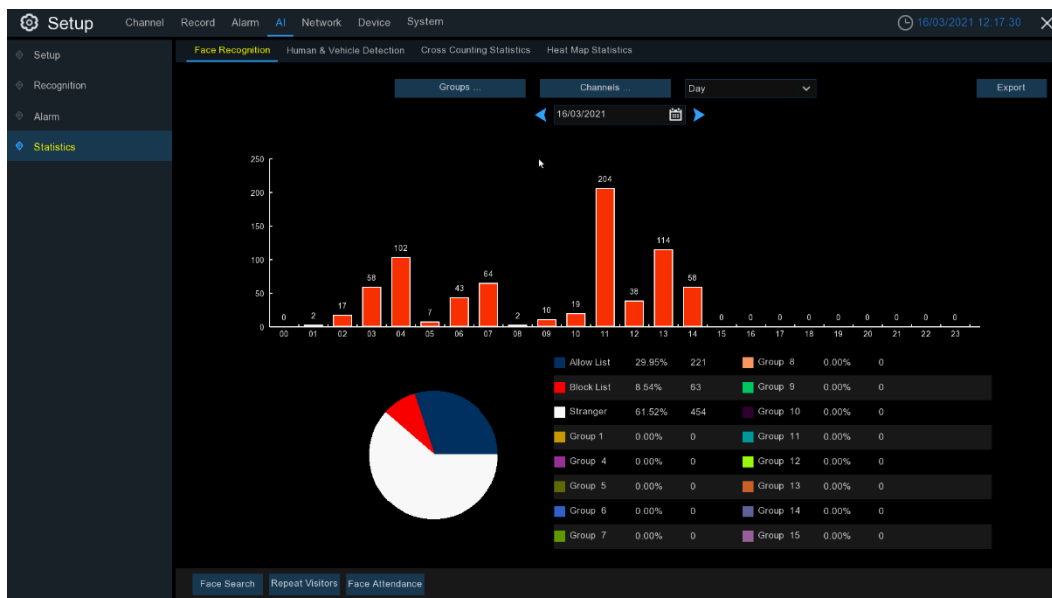 Setup Channel Record Alarm AI Network Device System 16/03/2021 12:17:30
Setup
Recognition
Alarm
Statistics
Face Recognition Human & Vehicle Detection Cross Counting Statistics Heat Map Statistics
Groups ... Channels ... Day Export
16/03/2021
250
200
150
100
50
0
0 2 17 58 102 7 43 64 2 10 19 204 38 114 58 0 0 0 0 0 0 0 0 0
00 01 02 03 04 05 06 07 08 09 10 11 12 13 14 15 16 17 18 19 20 21 22 23
Allow List 29.95% 221 Group 8 0.00% 0
Block List 8.54% 63 Group 9 0.00% 0
Stranger 61.52% 454 Group 10 0.00% 0
Group 1 0.00% 0 Group 11 0.00% 0
Group 4 0.00% 0 Group 12 0.00% 0
Group 5 0.00% 0 Group 13 0.00% 0
Group 6 0.00% 0 Group 14 0.00% 0
Group 7 0.00% 0 Group 15 0.00% 0
Face Search Repeat Visitors Face Attendance